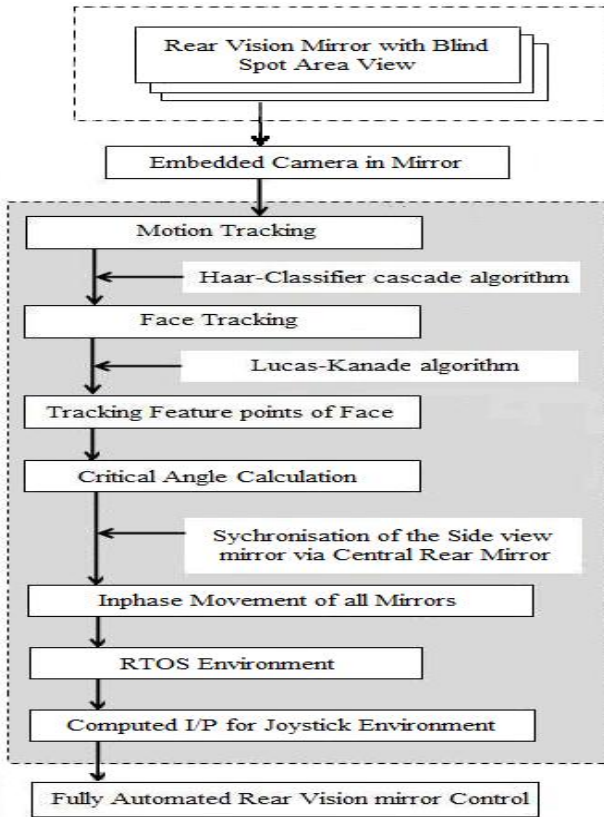 Rear Vision Mirror with Blind
Spot Area View
Embedded Camera in Mirror
Motion Tracking
Haar-Classifier cascade algorithm
Face Tracking
Lucas-Kanade algorithm
Tracking Feature points of Face
Critical Angle Calculation
Sychronisation of the Side view
mirror via Central Rear Mirror
Inphase Movement of all Mirrors
RTOS Environment
Computed I/P for Joystick Environment
Fully Automated Rear Vision mirror Control